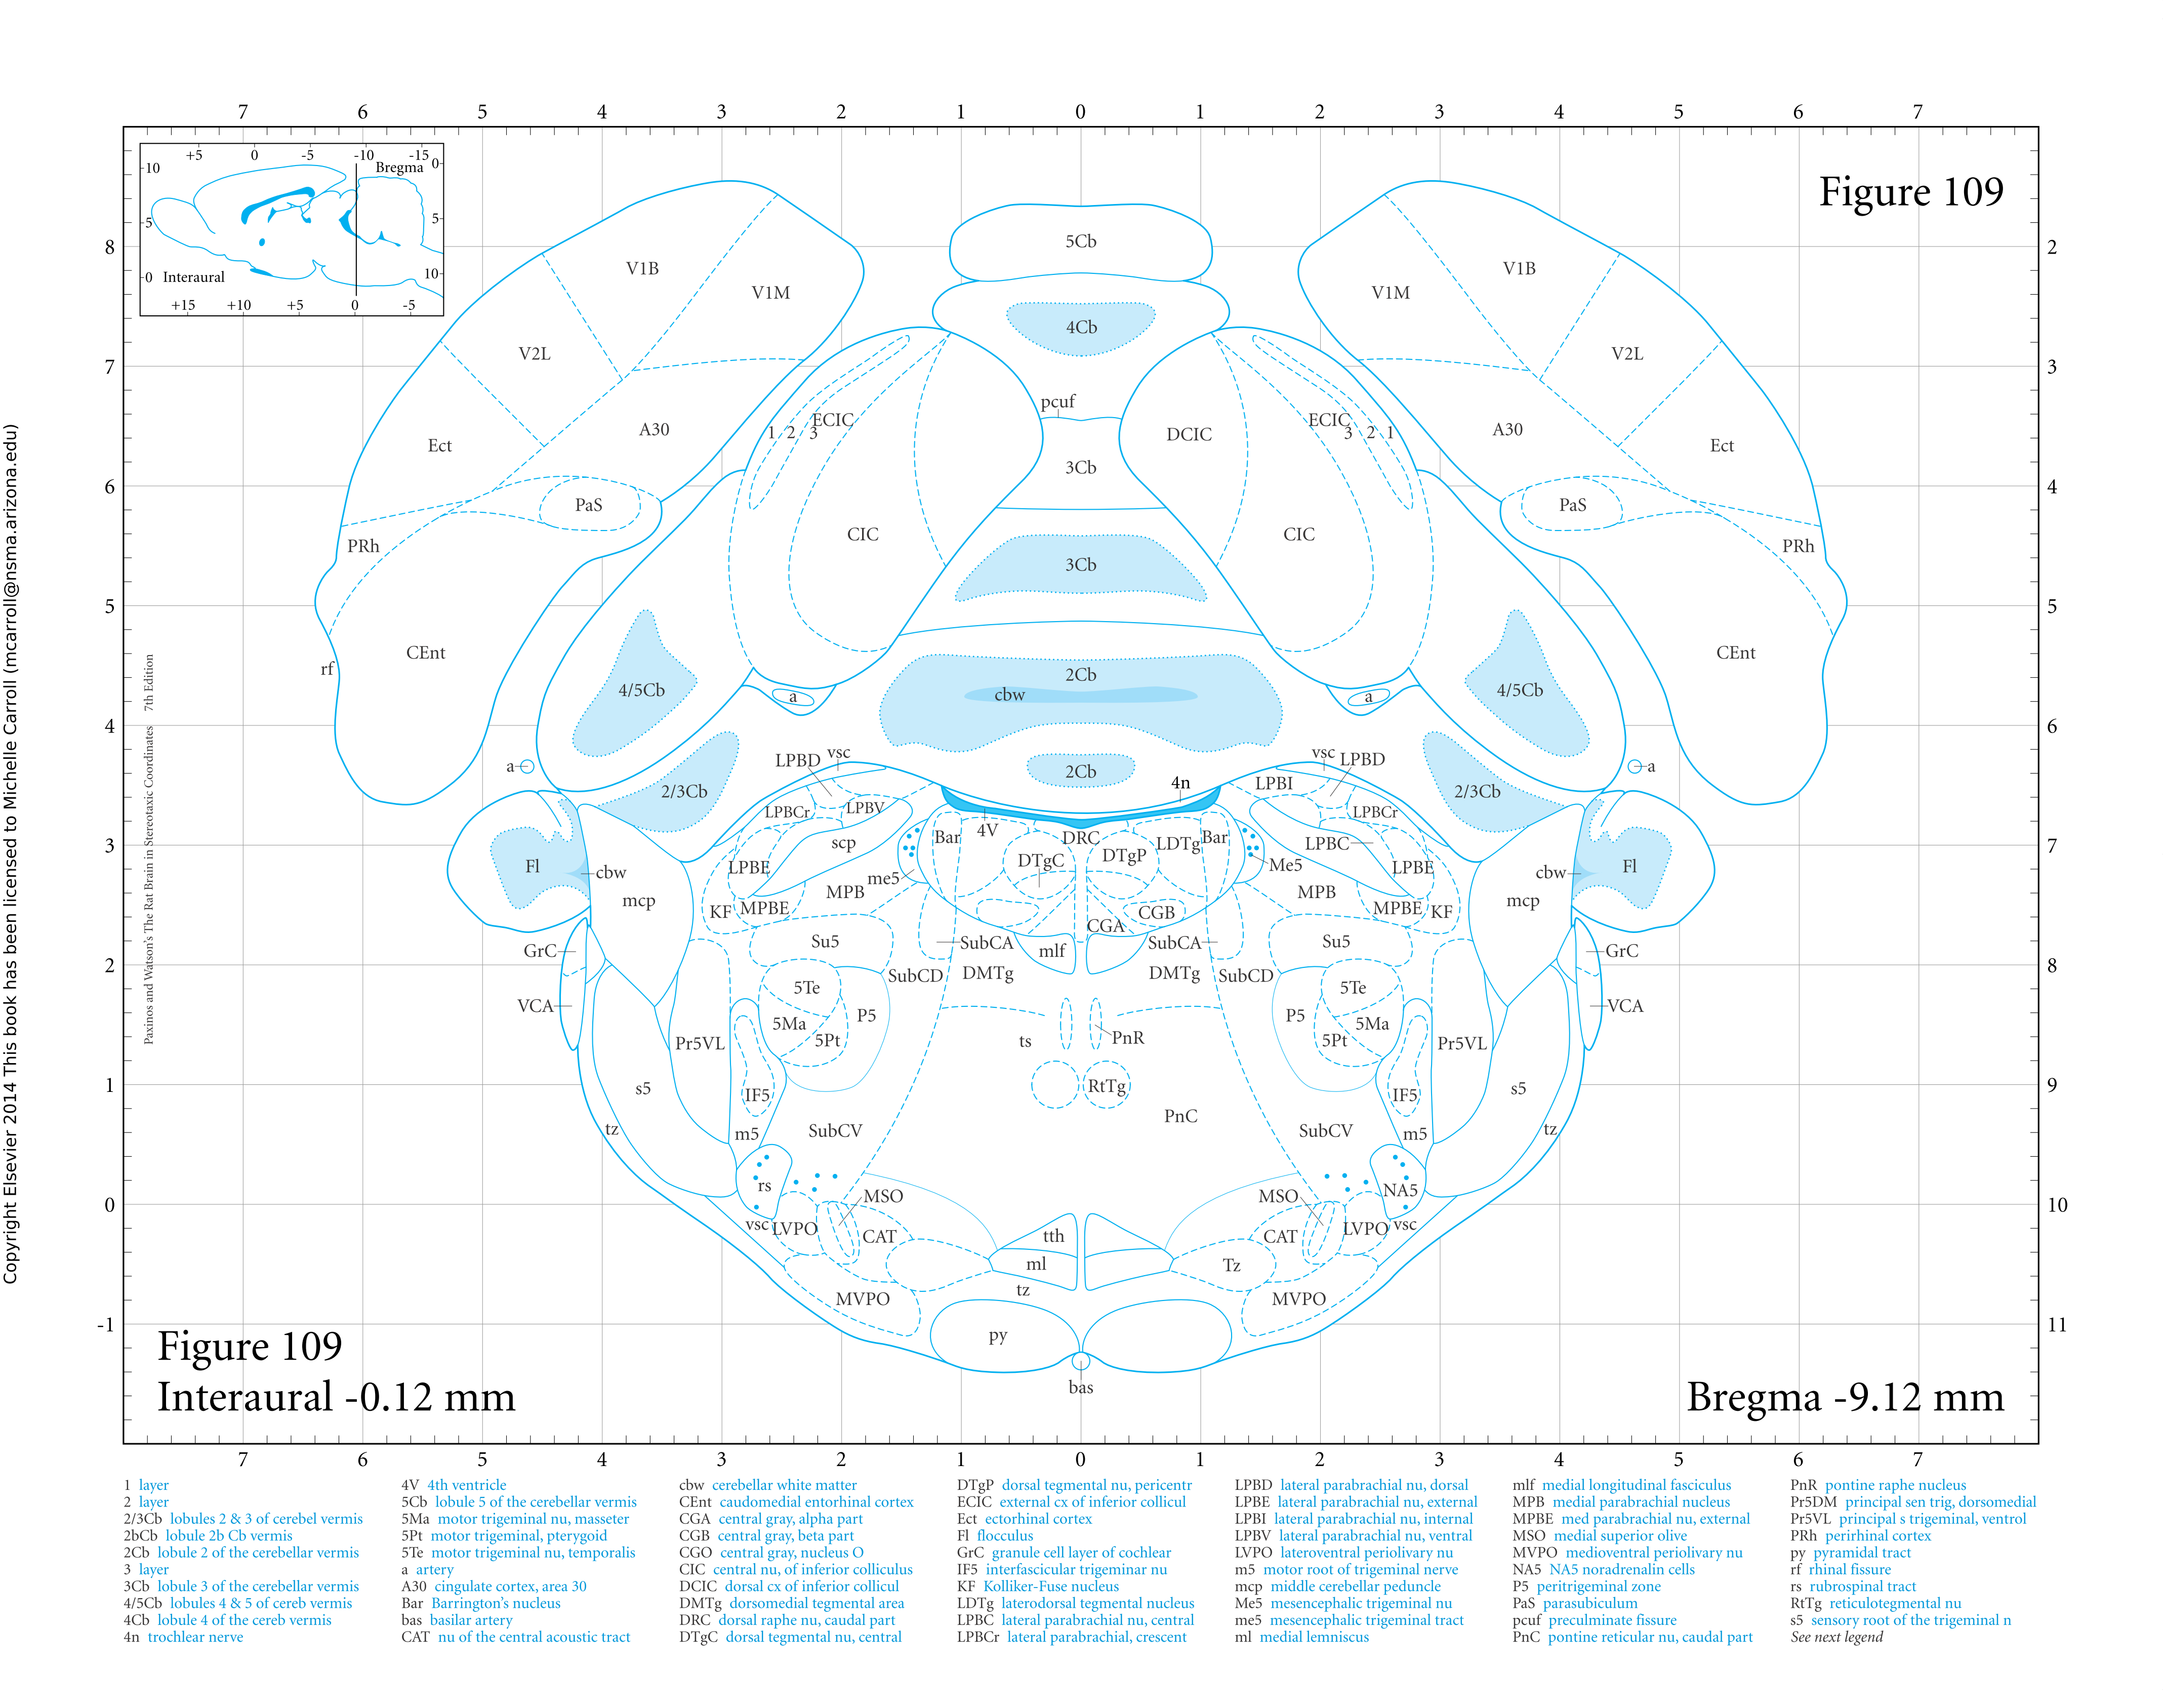 7 6 5 4 3 2 1 0 1 2 3 4 5 6 7
+5 0 -5 -10 -15
Bregma 0
10
5 5
0 Interaural 10
+15 +10 +5 0 -5
Figure 109
8 2
7 3
6 4
5 5
4 6
3 7
2 8
1 9
0 10
-1 11
5Cb
V1B V1B
V1M V1M
4Cb
V2L V2L
pcuf
ECIC ECIC
1 2 3 3 2 1
A30 DCIC A30
Ect Ect
3Cb
PaS PaS
CIC CIC
PRh PRh
3Cb
CEnt CEnt
rf
2Cb
4/5Cb cbw 4/5Cb
a a
vsc vsc
LPBD LPBD
a a
2Cb
4n
2/3Cb LPBI 2/3Cb
LPBCr LPBV LPBCr
4V
Bar DRC LDTg Bar
scp LPBC
DTgC DTgP
Fl LPBE Me5 LPBE Fl
cbw me5 cbw
MPB MPB
mcp mcp
KF MPBE CGB MPBE KF
CGA
Su5 SubCA SubCA Su5
GrC mlf GrC
SubCD DMTg DMTg SubCD
5Te 5Te
VCA VCA
P5 P5
5Ma 5Ma
5Pt PnR 5Pt
Pr5VL ts Pr5VL
s5 RtTg s5
IF5 IF5
PnC
tz SubCV SubCV tz
m5 m5
rs NA5
MSO MSO
vsc LVPO LVPO vsc
CAT tth CAT
ml Tz
tz
MVPO MVPO
py
bas
Figure 109
Interaural -0.12 mm
Bregma -9.12 mm
7 6 5 4 3 2 1 0 1 2 3 4 5 6 7
Copyright Elsevier 2014 This book has been licensed to Michelle Carroll (mcarroll@nsma.arizona.edu)
Paxinos and Watson's The Rat Brain in Stereotaxic Coordinates 7th Edition
1 layer
2 layer
2/3Cb lobules 2 & 3 of cerebel vermis
2bCb lobule 2b Cb vermis
2Cb lobule 2 of the cerebellar vermis
3 layer
3Cb lobule 3 of the cerebellar vermis
4/5Cb lobules 4 & 5 of cereb vermis
4Cb lobule 4 of the cereb vermis
4n trochlear nerve
4V 4th ventricle
5Cb lobule 5 of the cerebellar vermis
5Ma motor trigeminal nu, masseter
5Pt motor trigeminal, pterygoid
5Te motor trigeminal nu, temporalis
a artery
A30 cingulate cortex, area 30
Bar Barrington's nucleus
bas basilar artery
CAT nu of the central acoustic tract
cbw cerebellar white matter
CEnt caudomedial entorhinal cortex
CGA central gray, alpha part
CGB central gray, beta part
CGO central gray, nucleus O
CIC central nu, of inferior colliculus
DCIC dorsal cx of inferior collicul
DMTg dorsomedial tegmental area
DRC dorsal raphe nu, caudal part
DTgC dorsal tegmental nu, central
DTgP dorsal tegmental nu, pericentr
ECIC external cx of inferior collicul
Ect ectorhinal cortex
Fl flocculus
GrC granule cell layer of cochlear
IF5 interfascicular trigeminar nu
KF Kolliker-Fuse nucleus
LDTg laterodorsal tegmental nucleus
LPBC lateral parabrachial nu, central
LPBCr lateral parabrachial, crescent
LPBD lateral parabrachial nu, dorsal
LPBE lateral parabrachial nu, external
LPBI lateral parabrachial nu, internal
LPBV lateral parabrachial nu, ventral
LVPO lateroventral periolivary nu
m5 motor root of trigeminal nerve
mcp middle cerebellar peduncle
Me5 mesencephalic trigeminal nu
me5 mesencephalic trigeminal tract
ml medial lemniscus
mlf medial longitudinal fasciculus
MPB medial parabrachial nucleus
MPBE med parabrachial nu, external
MSO medial superior olive
MVPO medioventral periolivary nu
NA5 NA5 noradrenalin cells
P5 peritrigeminal zone
PaS parasubiculum
pcuf preculminate fissure
PnC pontine reticular nu, caudal part
PnR pontine raphe nucleus
Pr5DM principal sen trig, dorsomedial
Pr5VL principal s trigeminal, ventrol
PRh perirhinal cortex
py pyramidal tract
rf rhinal fissure
rs rubrospinal tract
RtTg reticulotegmental nu
s5 sensory root of the trigeminal n
See next legend